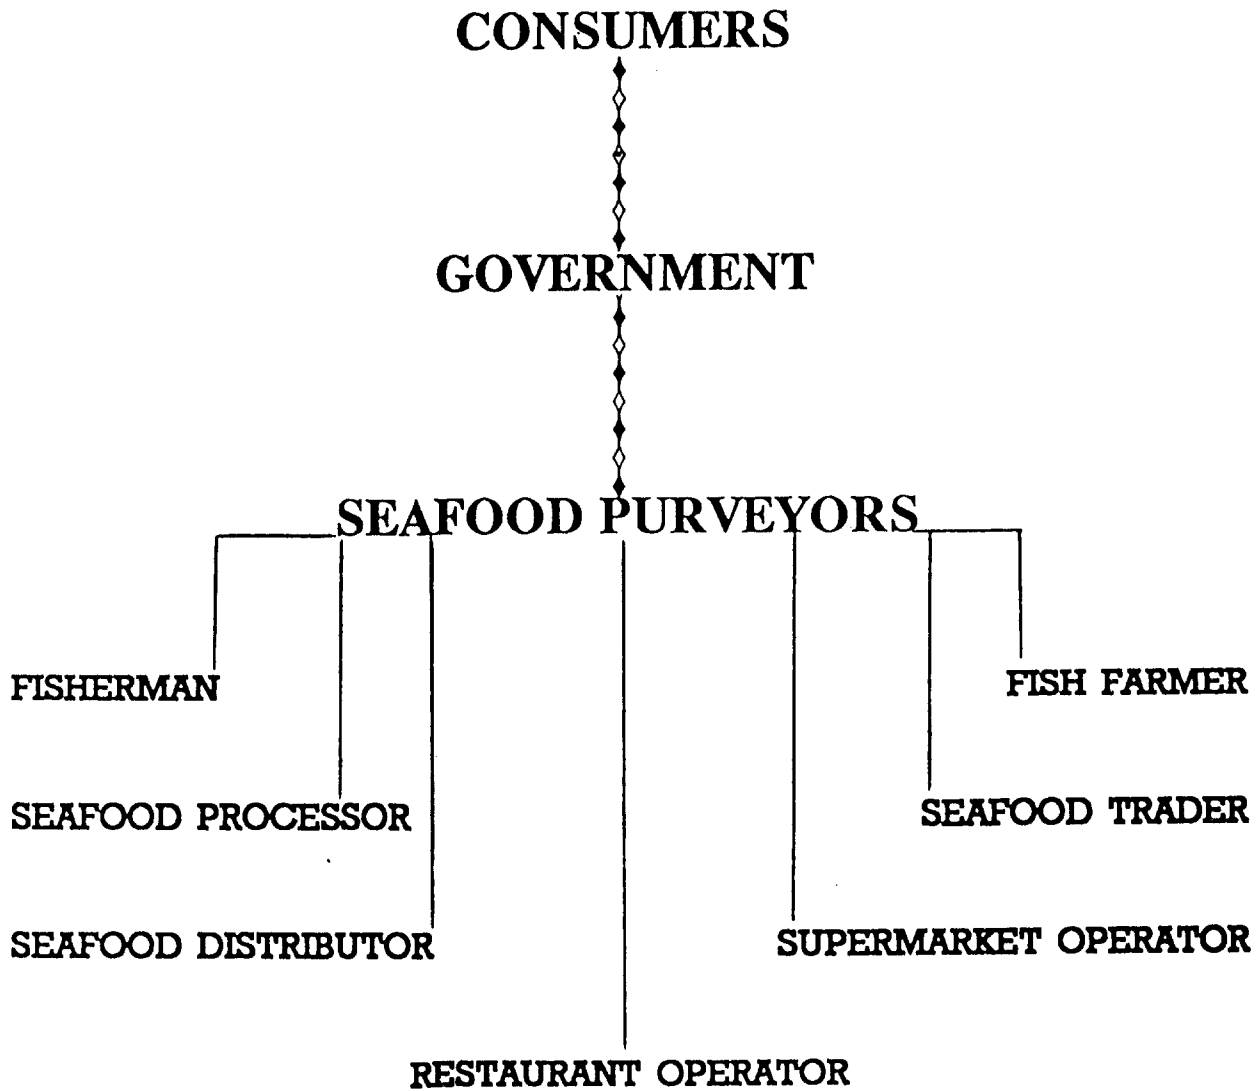 CONSUMERS
GOVERNMENT
SEAFOOD PURVEYORS
FISHERMAN
FISH FARMER
SEAFOOD PROCESSOR
SEAFOOD TRADER
SEAFOOD DISTRIBUTOR
SUPERMARKET OPERATOR
RESTAURANT OPERATOR